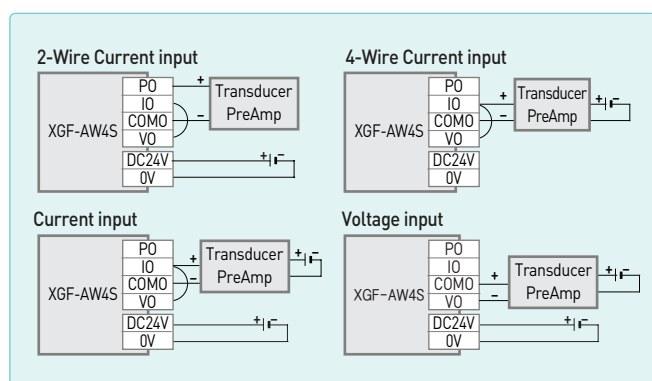 2-Wire Current input
PO
+
Transducer
PreAmp
IO
XGF-AW4S
COMO
−
VO
DC24V
+
−
0V
4-Wire Current input
PO
+
Transducer
PreAmp
+
−
IO
XGF-AW4S
COMO
−
VO
DC24V
0V
Current input
PO
+
Transducer
PreAmp
+
−
IO
XGF-AW4S
COMO
−
VO
DC24V
+
−
0V
Voltage input
PO
IO
Transducer
PreAmp
+
−
XGF-AW4S
COMO
+
VO
−
DC24V
+
−
0V